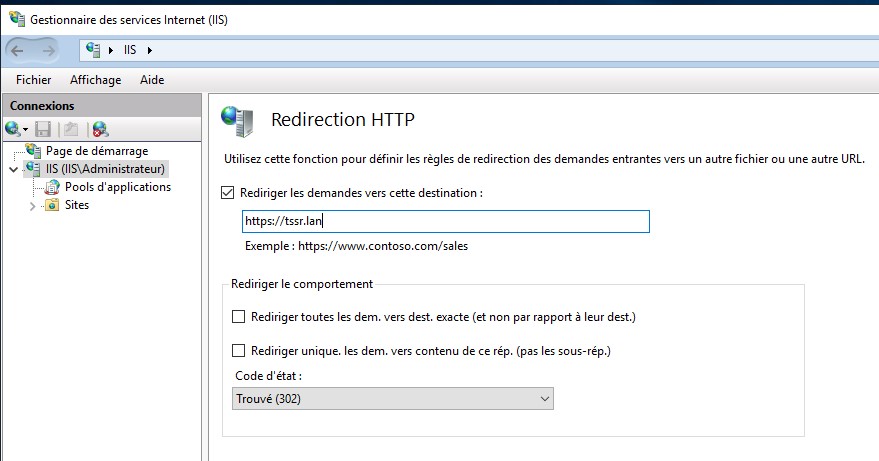 Gestionnaire des services Internet (IIS)
IIS
Fichier Affichage Aide
Connexions
Page de démarrage
IIS (IIS\Administrateur)
Pools d'applications
Sites
Redirection HTTP
Utilisez cette fonction pour définir les règles de redirection des demandes entrantes vers un autre fichier ou une autre URL.
Rediriger les demandes vers cette destination :
https://tssr.lan
Exemple : https://www.contoso.com/sales
Rediriger le comportement
Rediriger toutes les dem. vers dest. exacte (et non par rapport à leur dest.)
Rediriger unique. les dem. vers contenu de ce rép. (pas les sous-rép.)
Code d'état :
Trouvé (302)